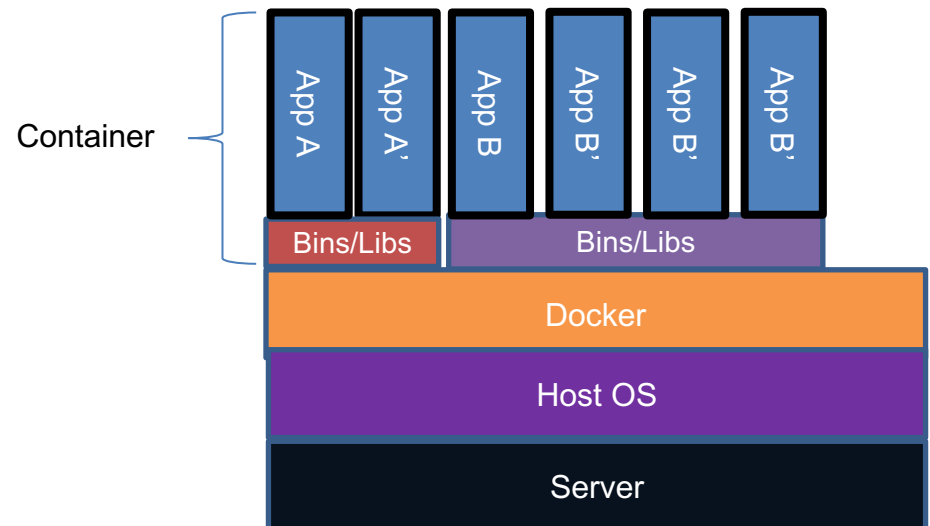 Container
App A
App A’
App B
App B’
App B’
App B’
Bins/Libs
Bins/Libs
Docker
Host OS
Server